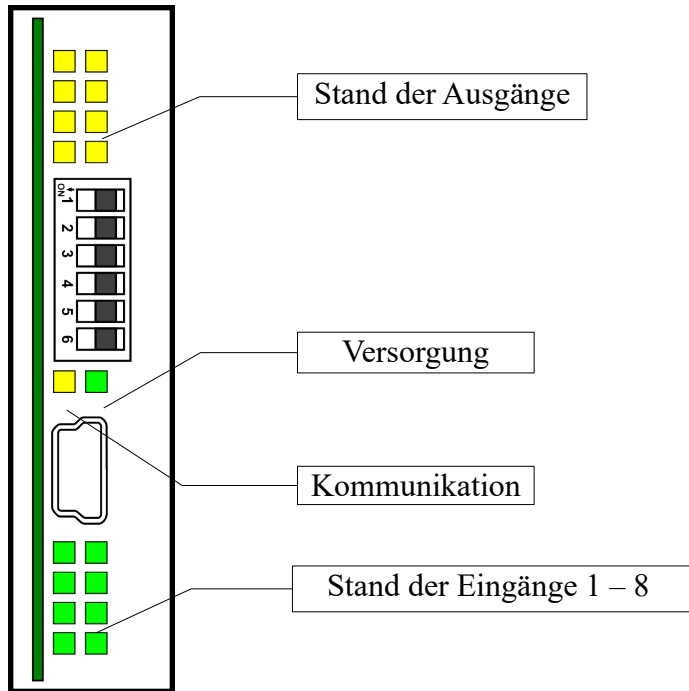 Stand der Ausgänge
ON
1
2
3
4
5
6
Versorgung
Kommunikation
Stand der Eingänge 1 – 8